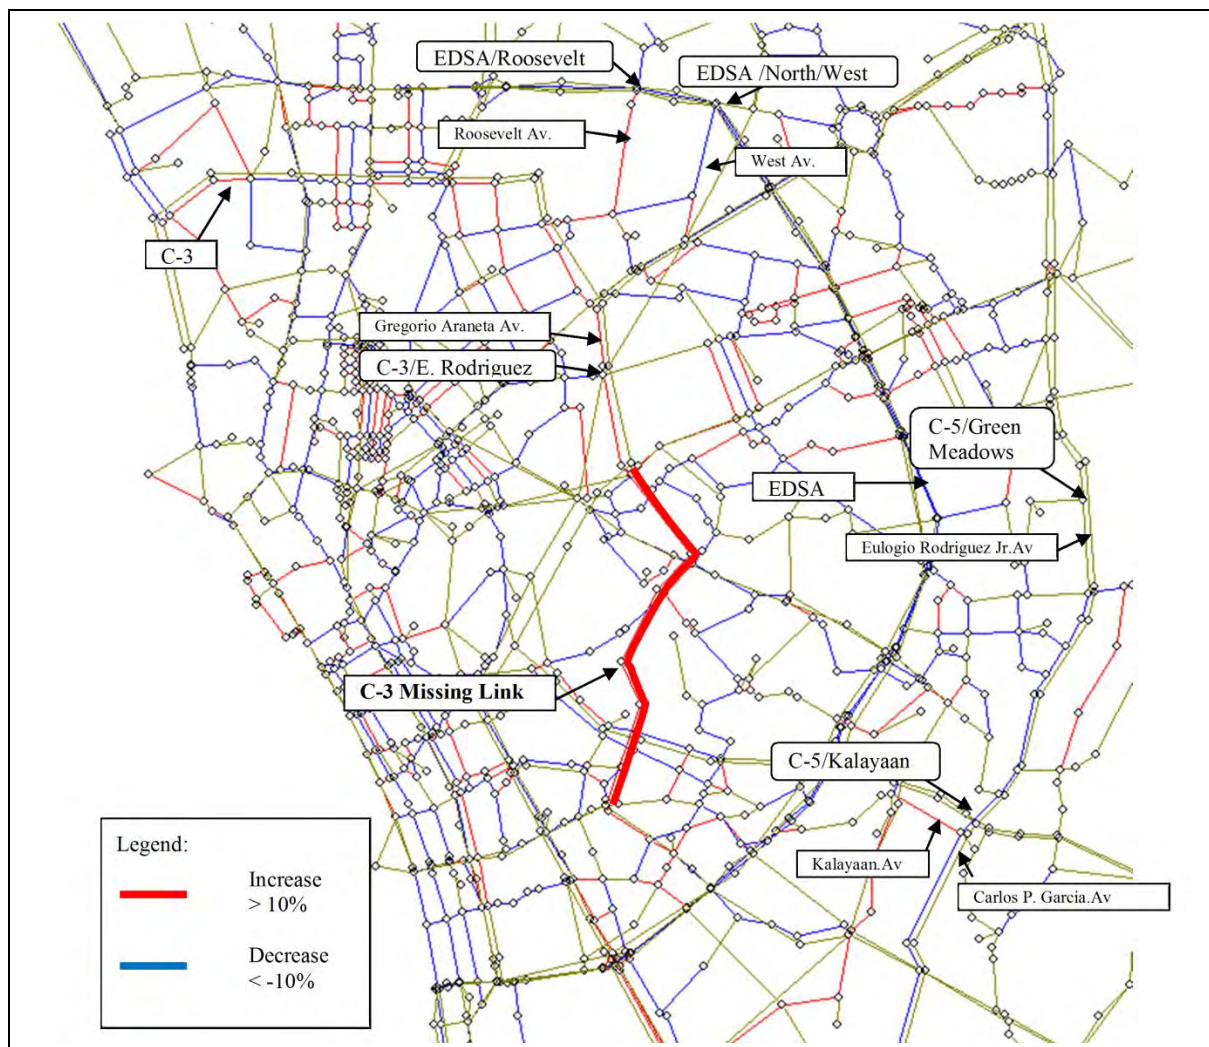 EDSA/Roosevelt
EDSA /North/West
Roosevelt Av.
West Av.
C-3
Gregorio Araneta Av.
C-3/E. Rodriguez
C-5/Green
Meadows
EDSA
Eulogio Rodriguez Jr.Av
C-3 Missing Link
C-5/Kalayaan
Kalayaan.Av
Carlos P. Garcia.Av
Legend:
Increase
> 10%
Decrease
< -10%